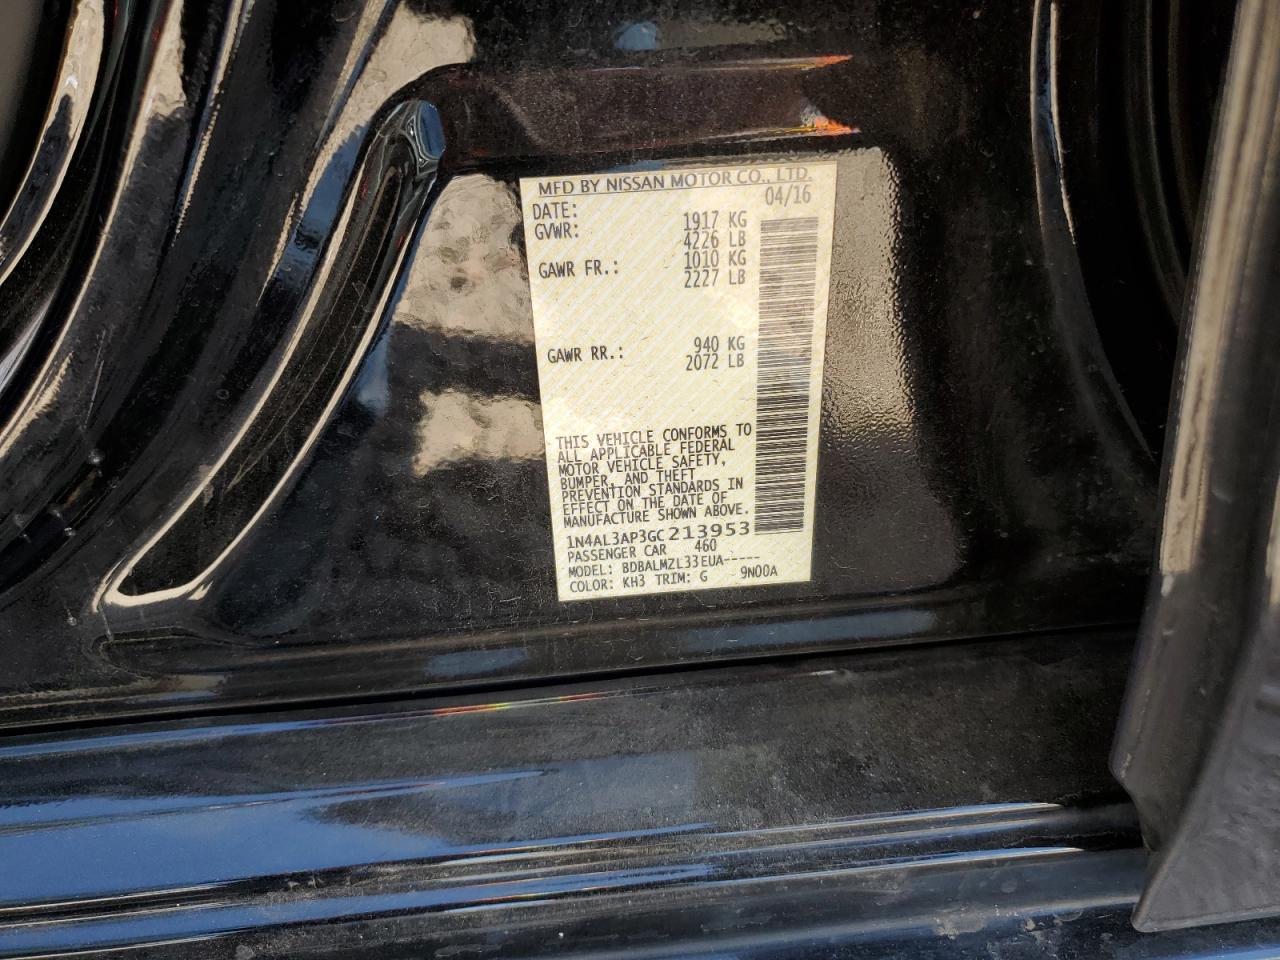 MFD BY NISSAN MOTOR CO., LTD.
DATE: 04/16
GVWR: 1917 KG
4226 LB
GAWR FR.: 1010 KG
2227 LB
GAWR RR.: 940 KG
2072 LB
THIS VEHICLE CONFORMS TO
ALL APPLICABLE FEDERAL
MOTOR VEHICLE SAFETY,
BUMPER, AND THEFT
PREVENTION STANDARDS IN
EFFECT ON THE DATE OF
MANUFACTURE SHOWN ABOVE.
1N4AL3AP3GC213953
PASSENGER CAR 460
MODEL: BDBALMZL33EUA-----
COLOR: KH3 TRIM: G 9N00A